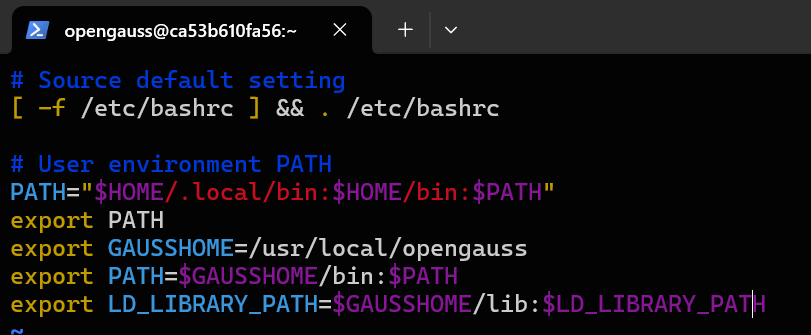 opengauss@ca53b610fa56:~
# Source default setting
[ -f /etc/bashrc ] && . /etc/bashrc
# User environment PATH
PATH="$HOME/.local/bin:$HOME/bin:$PATH"
export PATH
export GAUSSHOME=/usr/local/opengauss
export PATH=$GAUSSHOME/bin:$PATH
export LD_LIBRARY_PATH=$GAUSSHOME/lib:$LD_LIBRARY_PATH
~